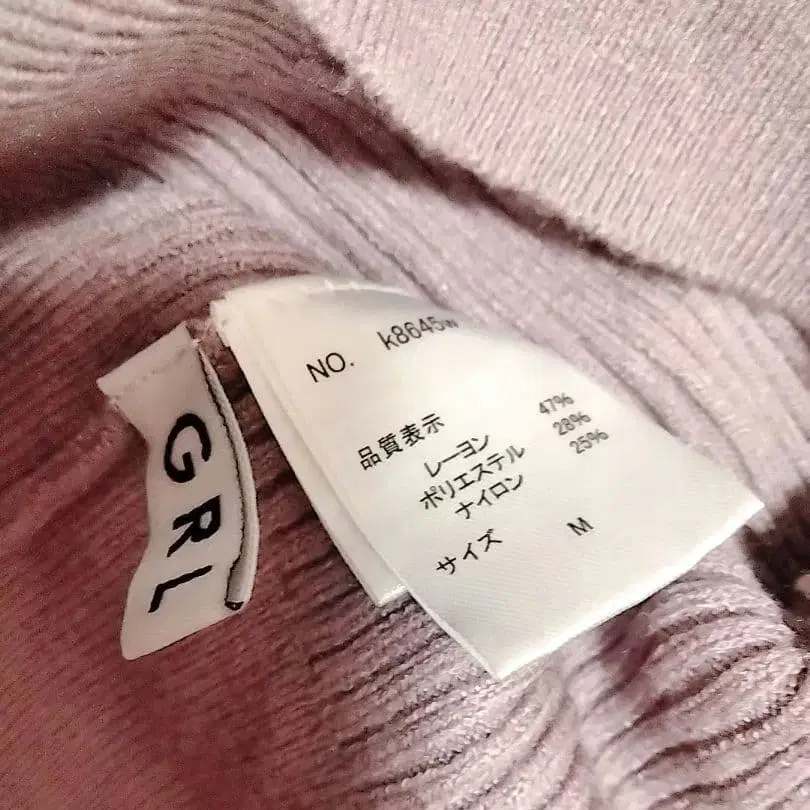 GRL
NO. k8645w
品質表示
レーヨン 47%
ポリエステル 28%
ナイロン 25%
サイズ M